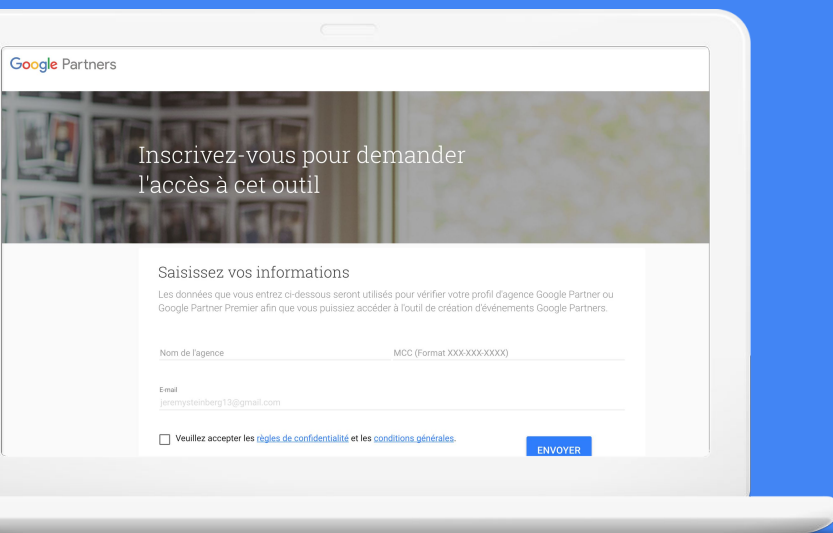 Google Partners
Inscrivez-vous pour demander
l'accès à cet outil
Saisissez vos informations
Les données que vous entrez ci-dessous seront utilisés pour vérifier votre profil d'agence Google Partner ou
Google Partner Premier afin que vous puissiez accéder à l'outil de création d'événements Google Partners.
Nom de l'agence MCC (Format XXX-XXX-XXXX)
E-mail
jeremysteinberg13@gmail.com
Veuillez accepter les règles de confidentialité et les conditions générales.
ENVOYER